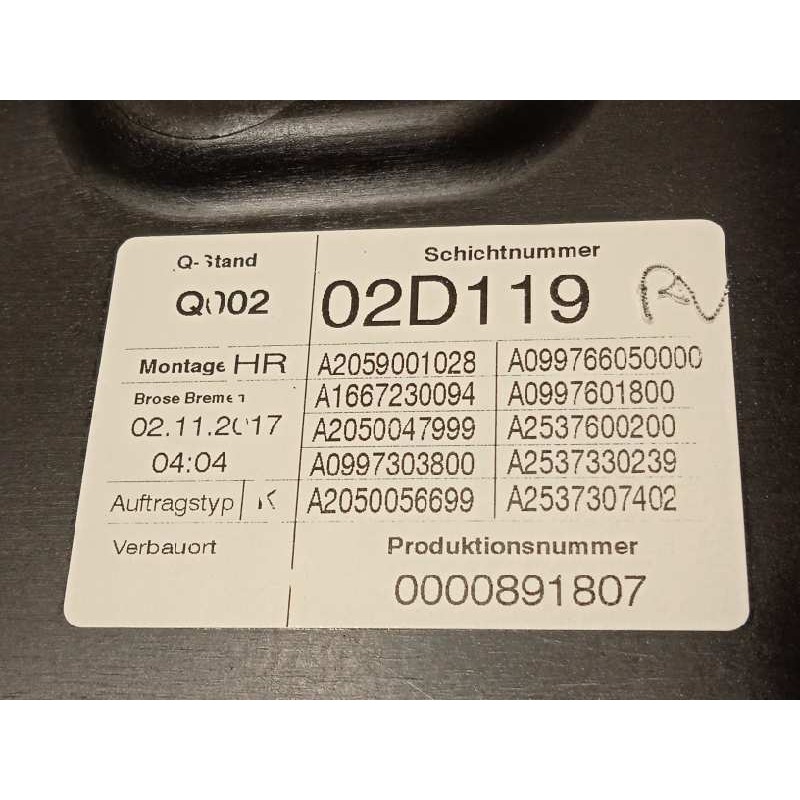 Q-Stand
Schichtnummer
Q002
02D119
Montage HR
A2059001028
A099766050000
Brose Bremen
A1667230094
A0997601800
02.11.2017
A2050047999
A2537600200
04:04
A0997303800
A2537330239
Auftragstyp K
A2050056699
A2537307402
Verbauort
Produktionsnummer
0000891807